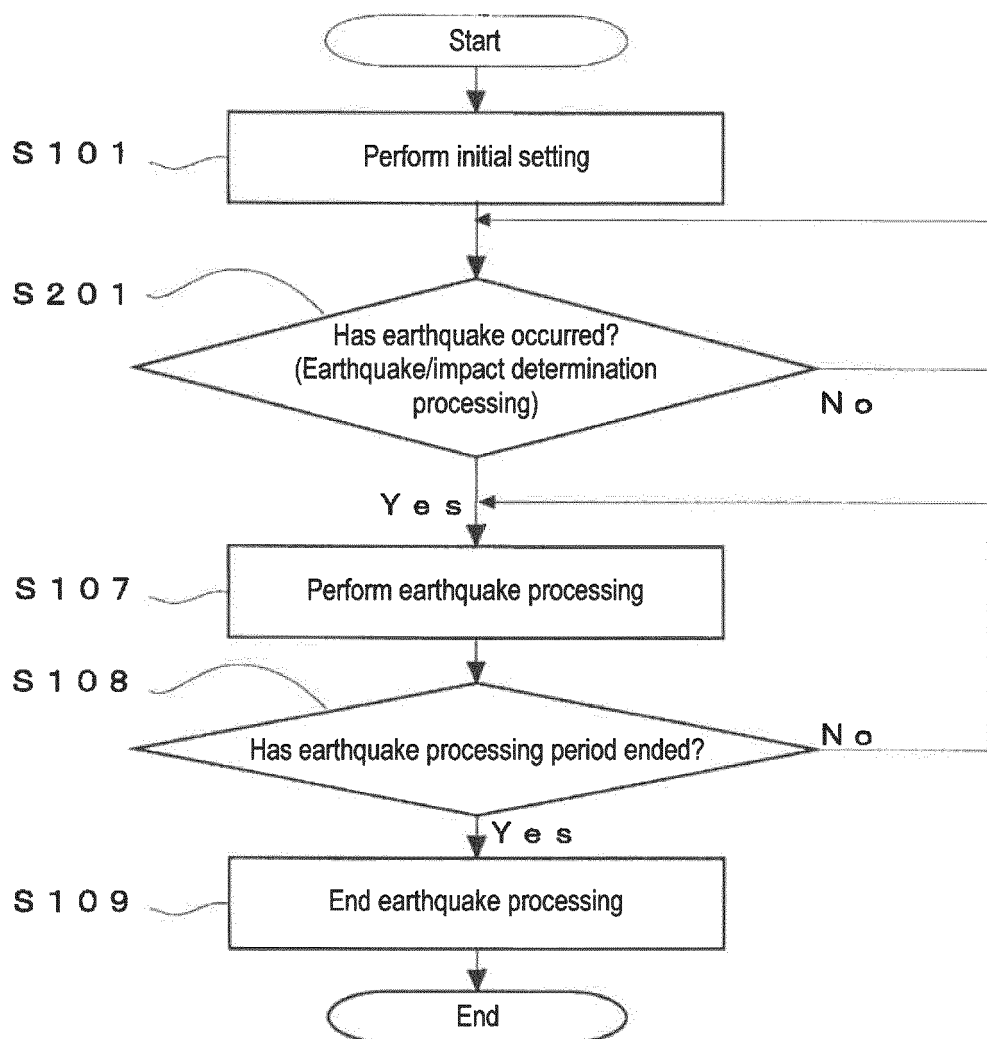 Start
S101
Perform initial setting
S201
Has earthquake occurred?
(Earthquake/impact determination
processing)
No
Yes
S107
Perform earthquake processing
S108
Has earthquake processing period ended?
No
Yes
S109
End earthquake processing
End